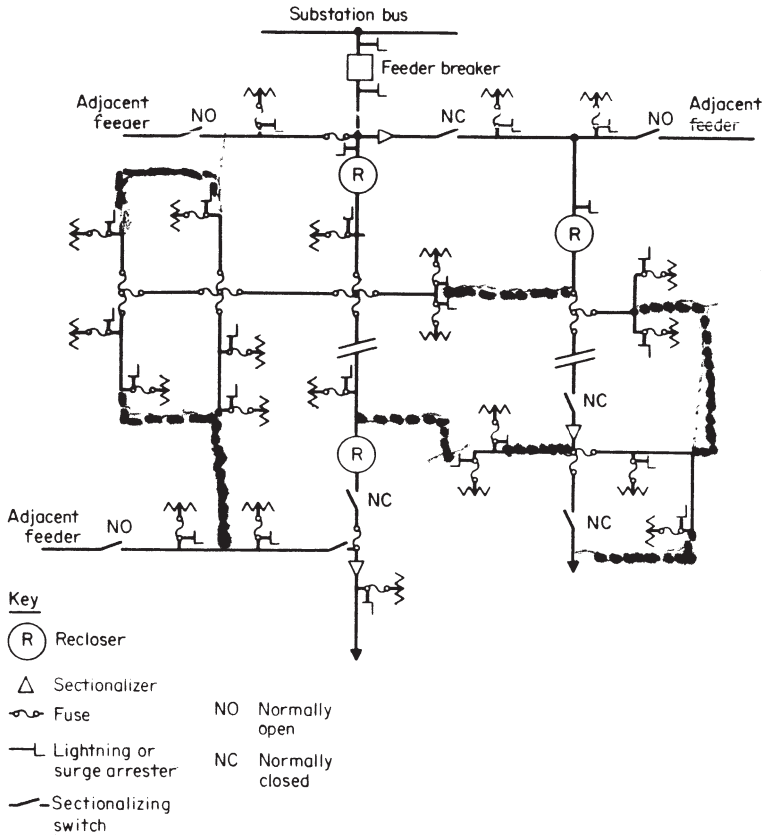 Substation bus
Feeder breaker
Adjacent
feeder
NO
NC
NO
Adjacent
feeder
R
R
NC
R
NC
NC
Adjacent
feeder
NO
Key
R Recloser
Sectionalizer
Fuse
Lightning or
surge arrester
Sectionalizing
switch
NO Normally
open
NC Normally
closed